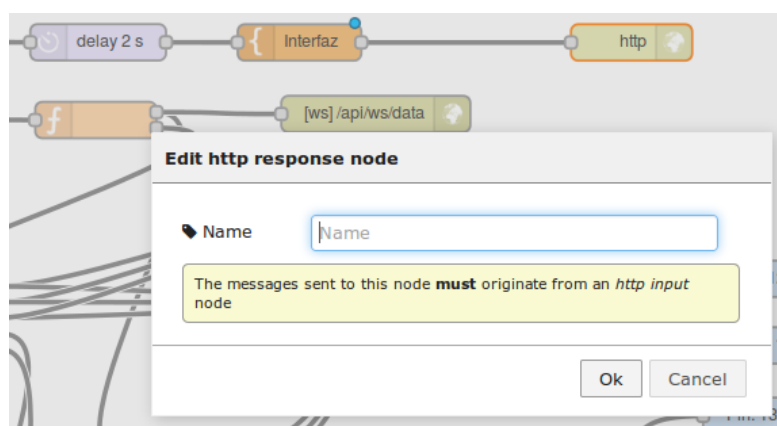 delay 2 s
Interfaz
http
[ws] /api/ws/data
Edit http response node
Name
Name
The messages sent to this node must originate from an http input
node
Ok
Cancel